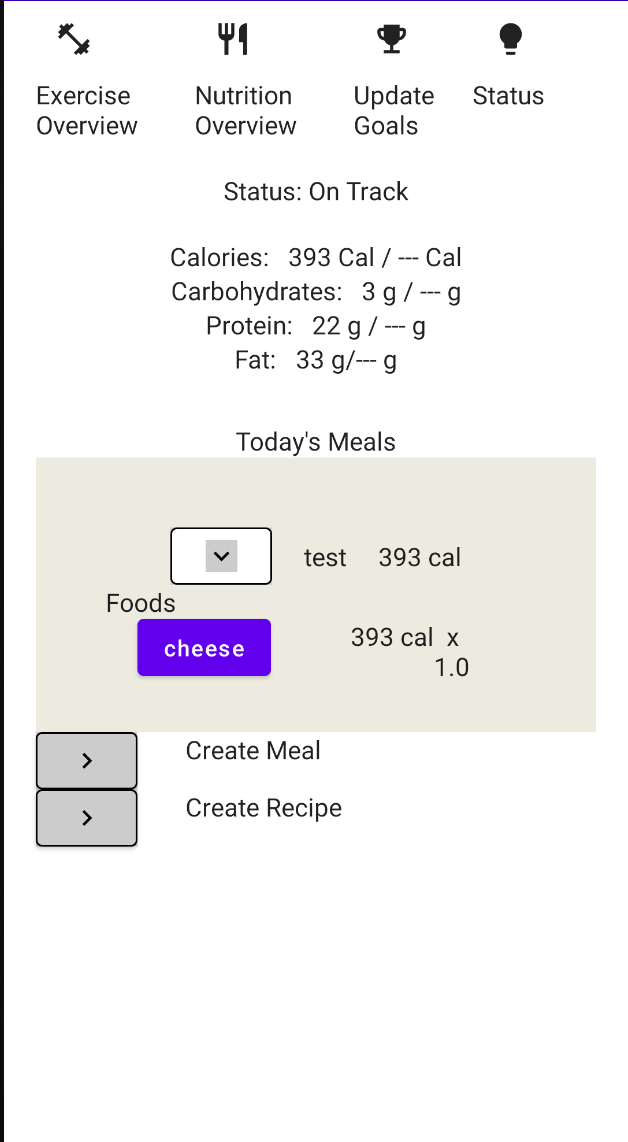 Exercise Overview
Nutrition Overview
Update Goals
Status
Status: On Track
Calories:   393 Cal / --- Cal
Carbohydrates:   3 g / --- g
Protein:   22 g / --- g
Fat:   33 g/--- g
Today's Meals
test 393 cal
Foods
cheese 393 cal  x
1.0
Create Meal
Create Recipe